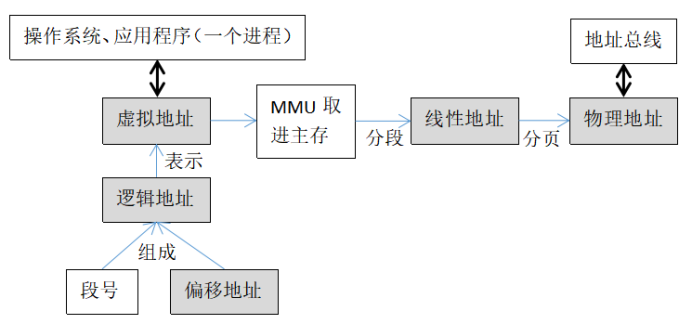 操作系统、应用程序（一个进程）
地址总线
虚拟地址
MMU 取
进主存
分段
线性地址
分页
物理地址
表示
逻辑地址
组成
段号
偏移地址